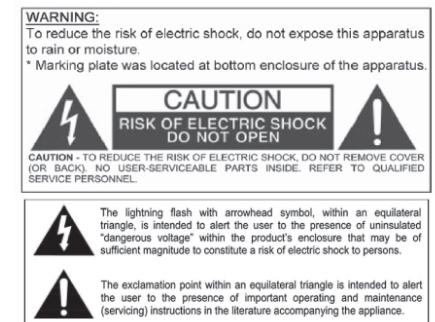 WARNING:
To reduce the risk of electric shock, do not expose this apparatus
to rain or moisture.
* Marking plate was located at bottom enclosure of the apparatus.
CAUTION
RISK OF ELECTRIC SHOCK
DO NOT OPEN
CAUTION - TO REDUCE THE RISK OF ELECTRIC SHOCK, DO NOT REMOVE COVER
(OR BACK). NO USER-SERVICEABLE PARTS INSIDE. REFER TO QUALIFIED
SERVICE PERSONNEL.
The lightning flash with arrowhead symbol, within an equilateral
triangle, is intended to alert the user to the presence of uninsulated
"dangerous voltage" within the product's enclosure that may be of
sufficient magnitude to constitute a risk of electric shock to persons.
The exclamation point within an equilateral triangle is intended to alert
the user to the presence of important operating and maintenance
(servicing) instructions in the literature accompanying the appliance.